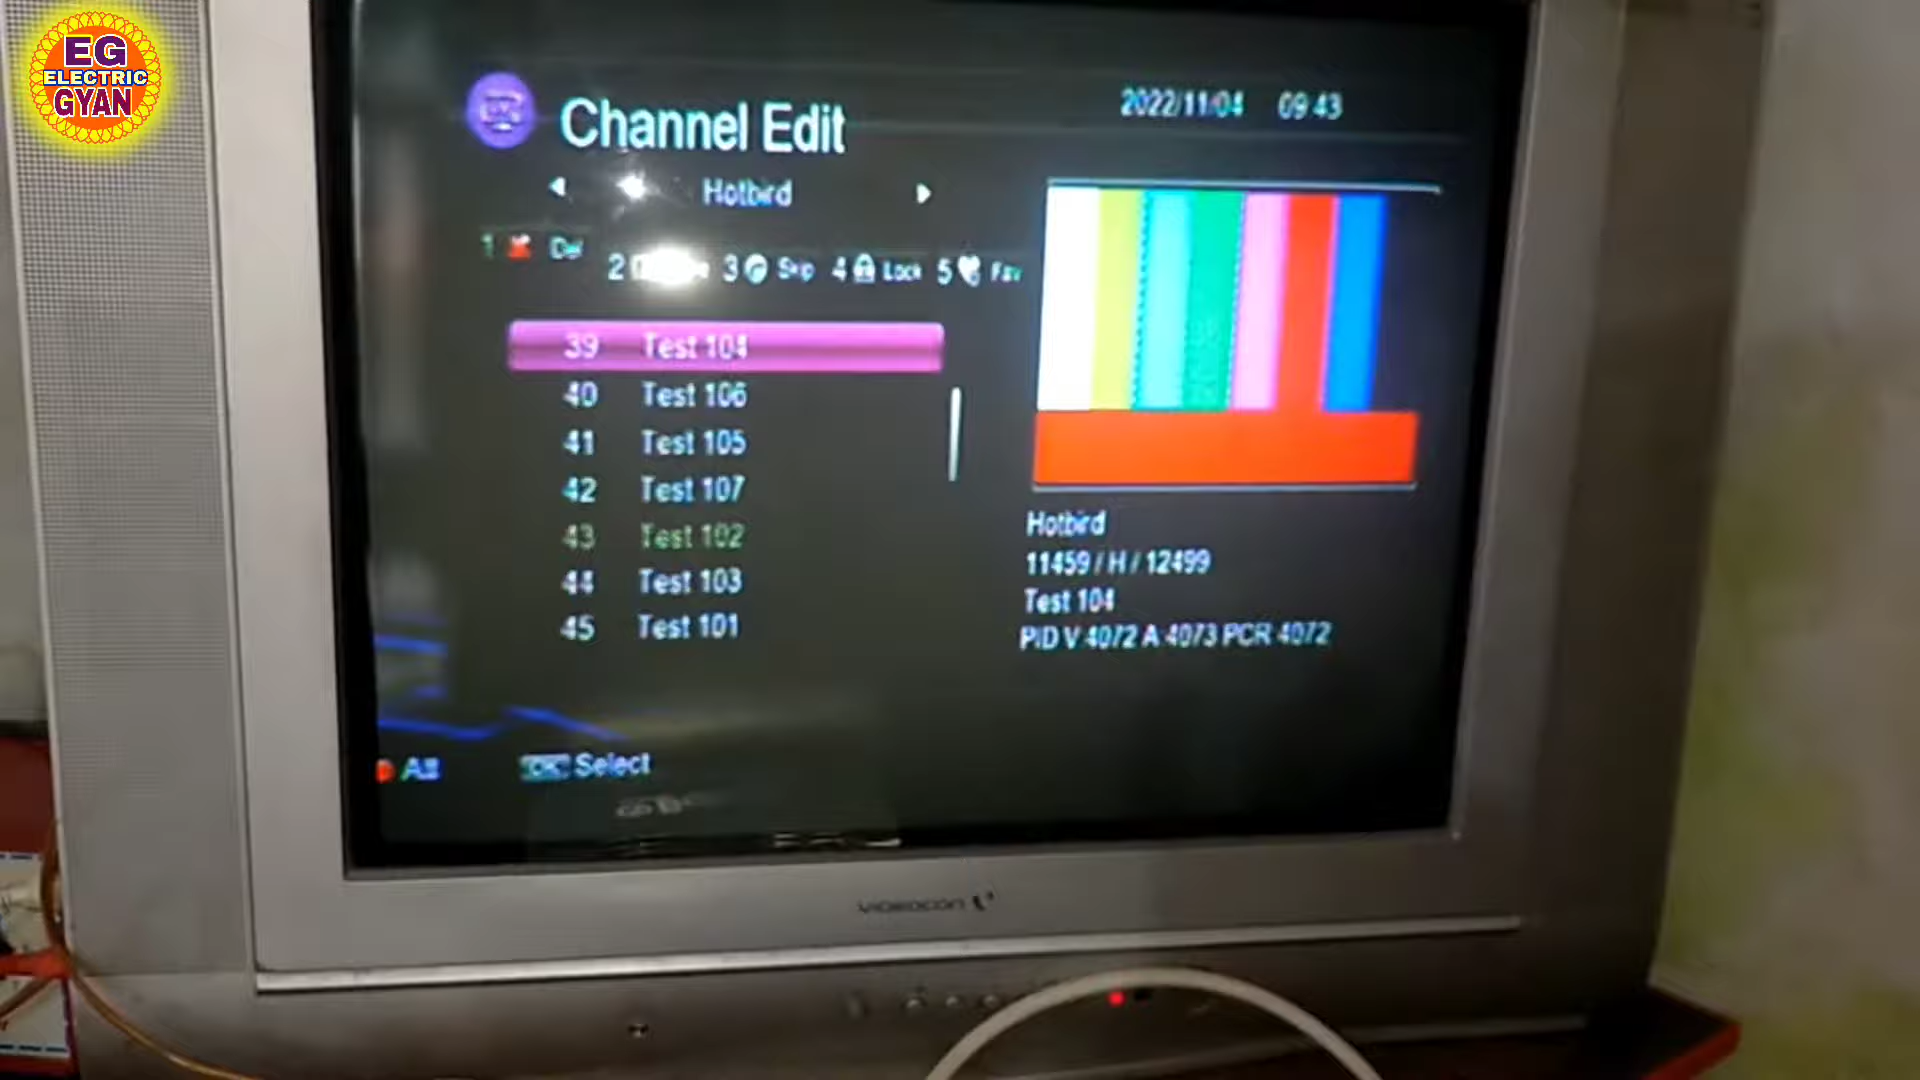 EG
ELECTRIC
GYAN
Channel Edit
2022/11/04 09:43
Hotbird
1 Del
2
3 Skip 4 Lock 5 Fav
39 Test 104
40 Test 106
41 Test 105
42 Test 107
43 Test 102
44 Test 103
45 Test 101
Hotbird
11459 / H / 12499
Test 104
PID V 4072 A 4073 PCR 4072
All
OK Select
VIDEOCON